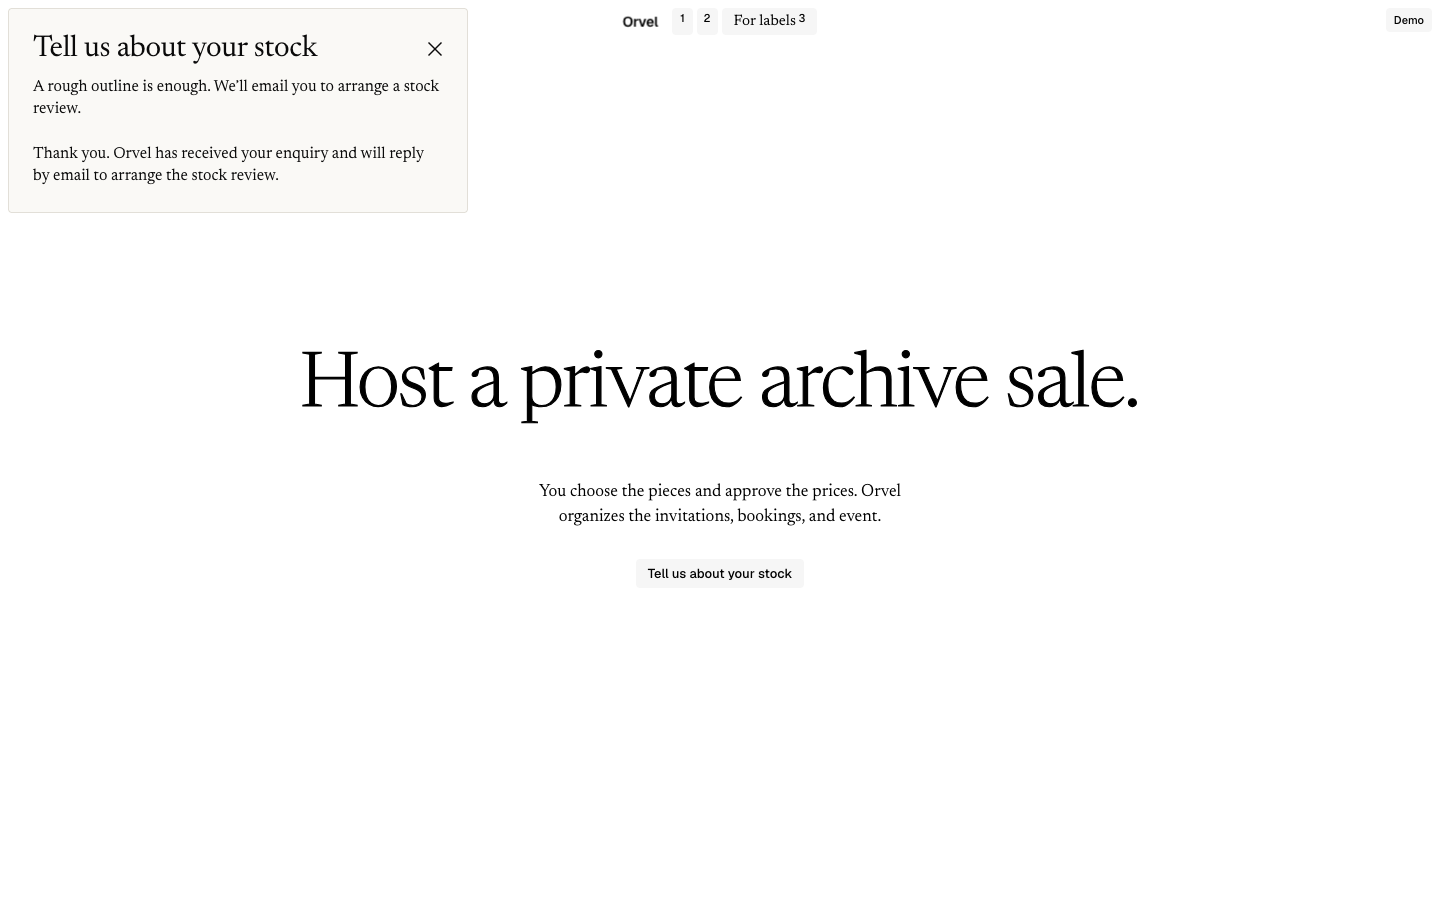 Tell us about your stock
A rough outline is enough. We’ll email you to arrange a stock
review.
Thank you. Orvel has received your enquiry and will reply
by email to arrange the stock review.
Orvel
1
2
For labels 3
Demo
Host a private archive sale.
You choose the pieces and approve the prices. Orvel
organizes the invitations, bookings, and event.
Tell us about your stock